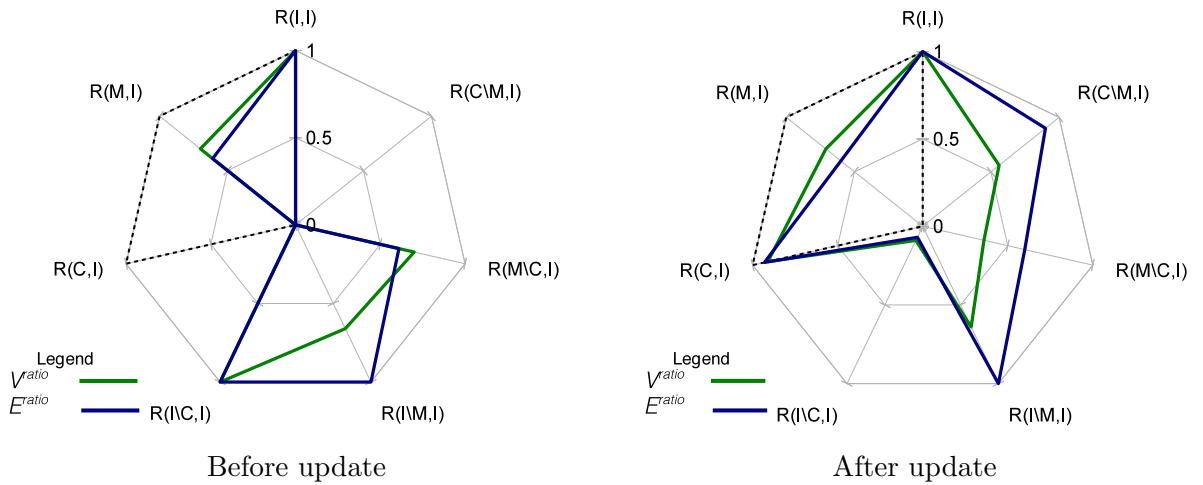 R(I,I)
1
R(M,I)
R(C\M,I)
0.5
0
R(C,I)
R(M\C,I)
Legend
V^ratio
E^ratio
R(I\C,I)
R(I\M,I)
Before update
R(I,I)
1
R(M,I)
R(C\M,I)
0.5
0
R(C,I)
R(M\C,I)
Legend
V^ratio
E^ratio
R(I\C,I)
R(I\M,I)
After update